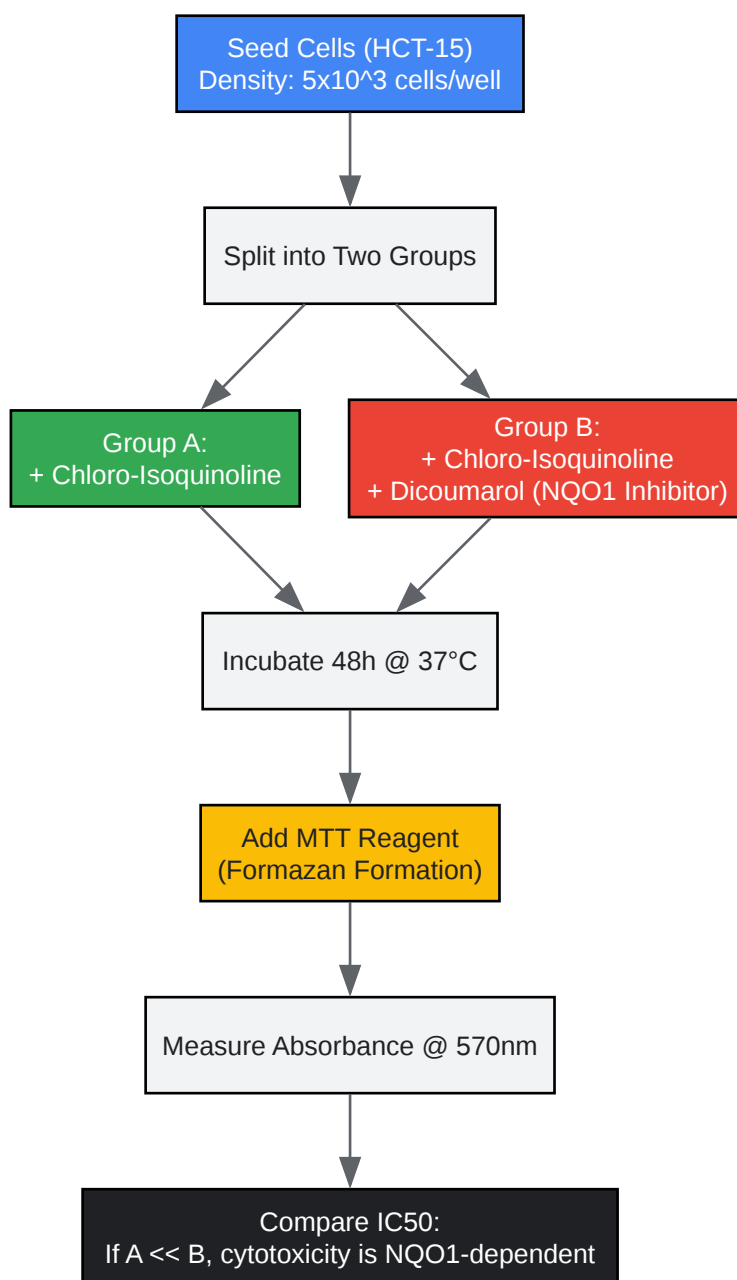 Seed Cells (HCT-15)
Density: 5x10^3 cells/well
Split into Two Groups
Group A:
+ Chloro-Isoquinoline
Group B:
+ Chloro-Isoquinoline
+ Dicoumarol (NQO1 Inhibitor)
Incubate 48h @ 37°C
Add MTT Reagent
(Formazan Formation)
Measure Absorbance @ 570nm
Compare IC50:
If A << B, cytotoxicity is NQO1-dependent